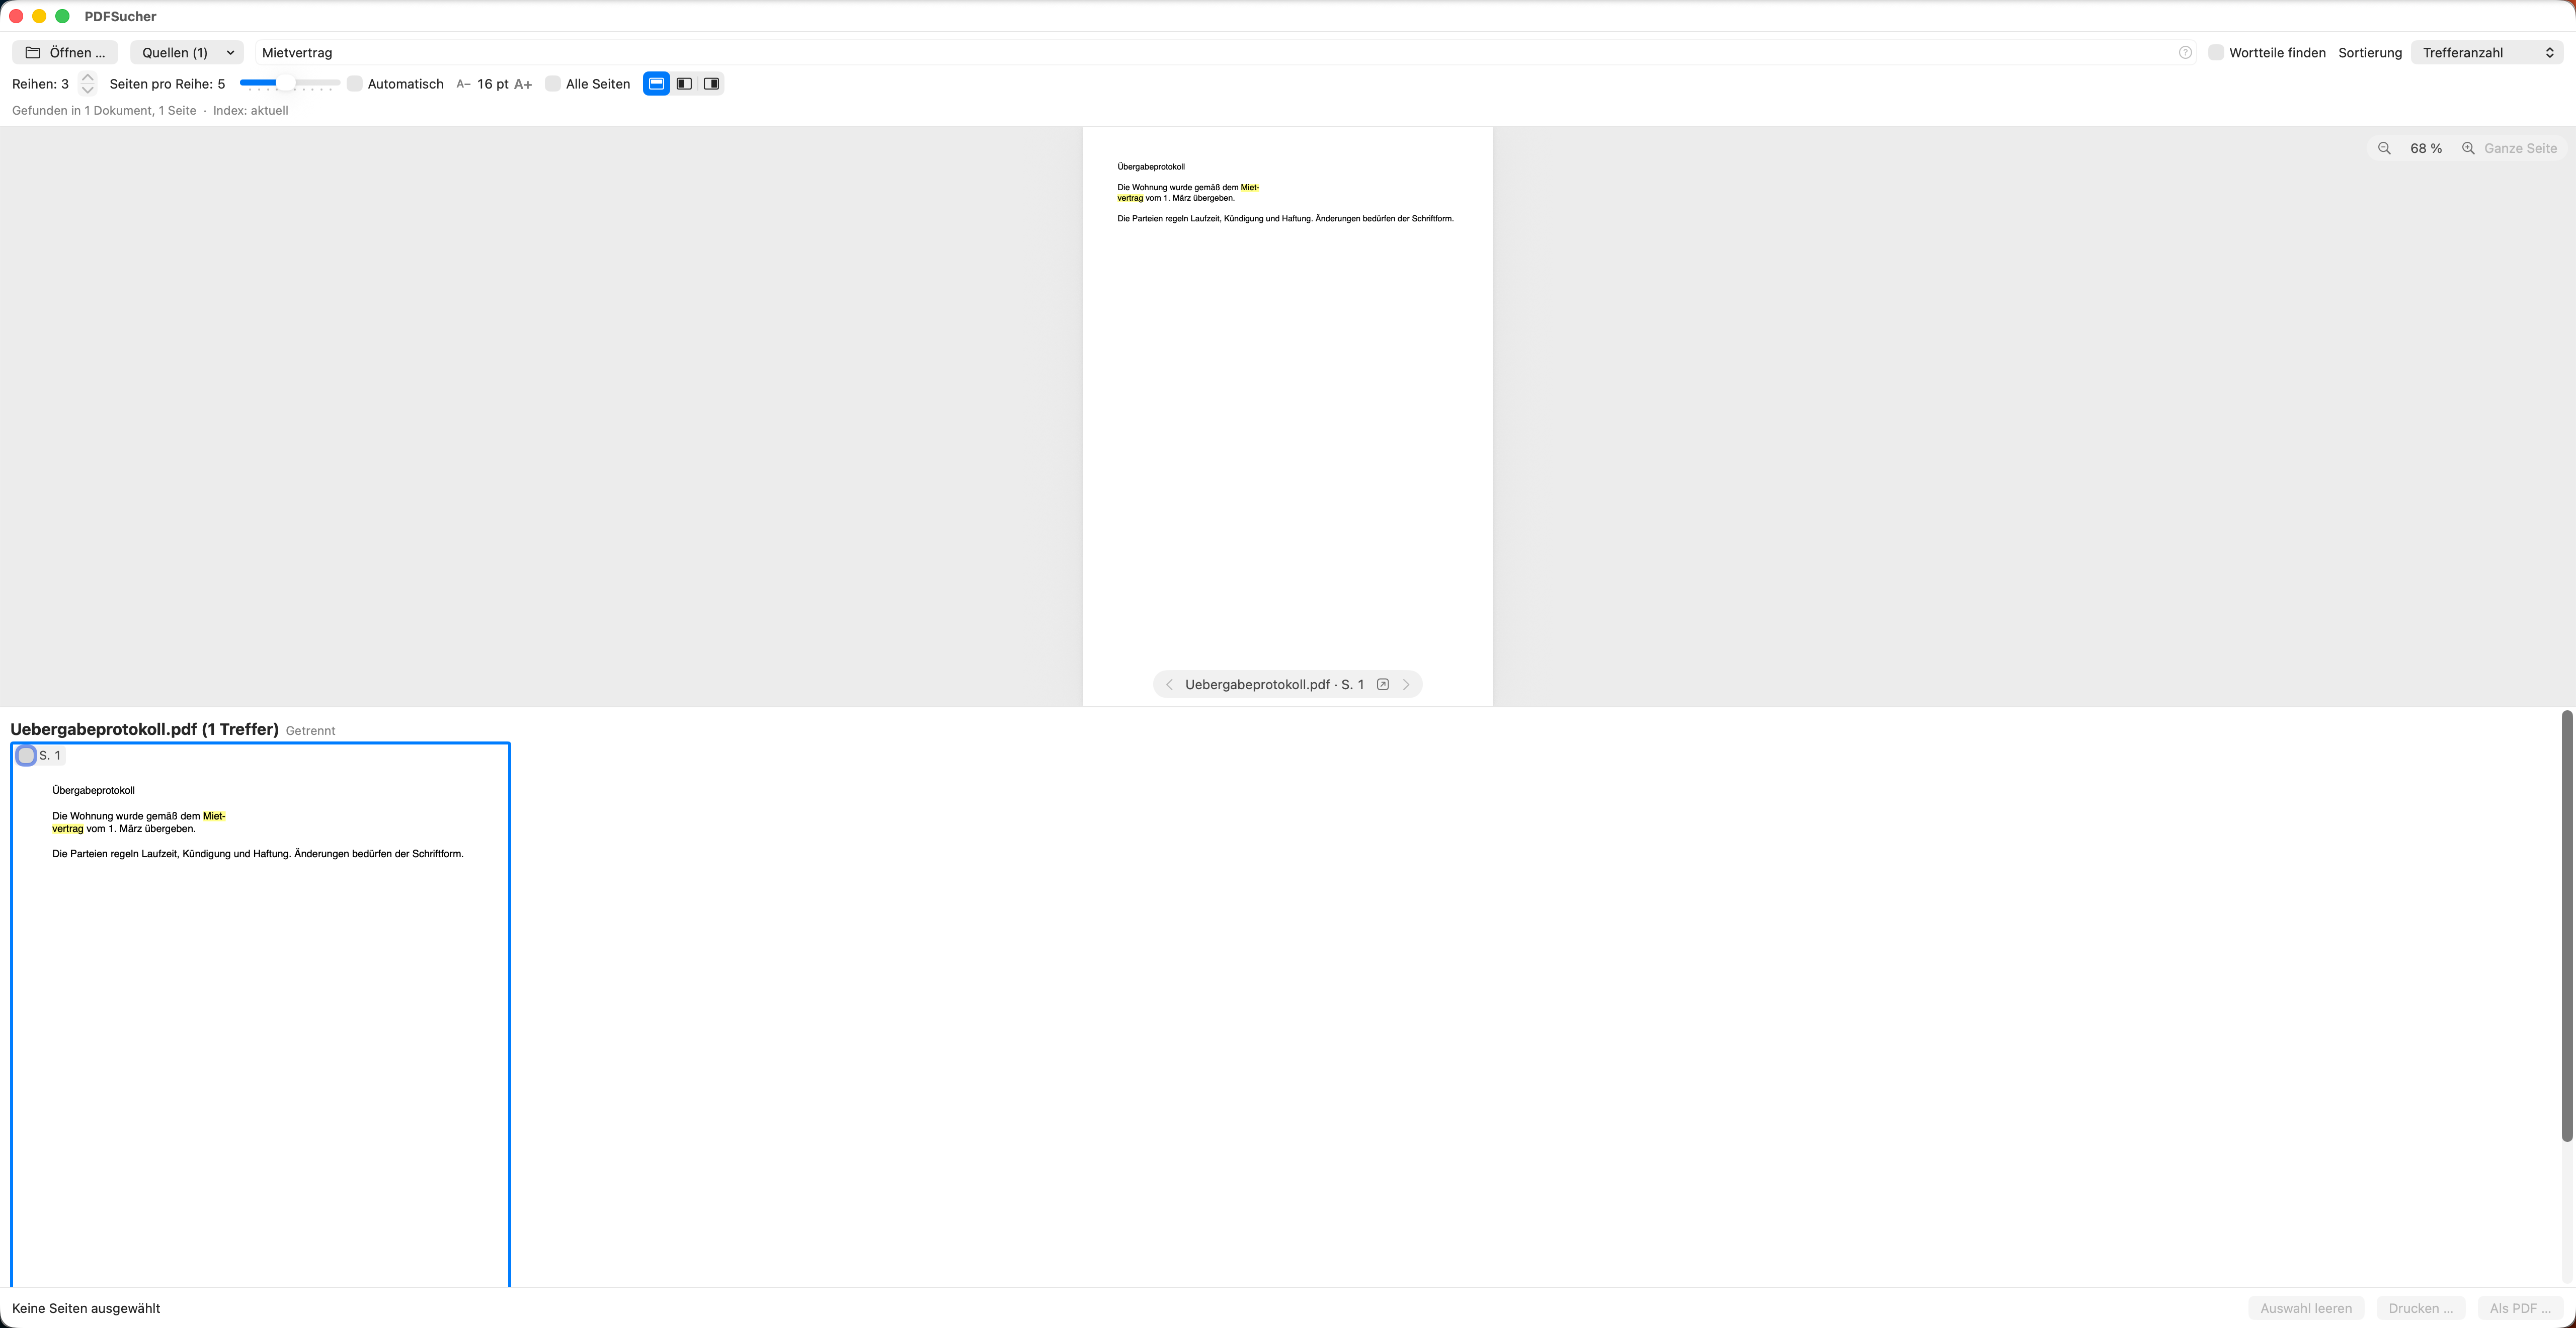 PDFSucher
Öffnen ... Quellen (1) Mietvertrag ? Wortteile finden Sortierung Trefferanzahl
Reihen: 3 Seiten pro Reihe: 5 Automatisch A− 16 pt A+ Alle Seiten
Gefunden in 1 Dokument, 1 Seite · Index: aktuell
68 % Ganze Seite
Übergabeprotokoll
Die Wohnung wurde gemäß dem Miet-
vertrag vom 1. März übergeben.
Die Parteien regeln Laufzeit, Kündigung und Haftung. Änderungen bedürfen der Schriftform.
Uebergabeprotokoll.pdf · S. 1
Uebergabeprotokoll.pdf (1 Treffer) Getrennt
S. 1
Übergabeprotokoll
Die Wohnung wurde gemäß dem Miet-
vertrag vom 1. März übergeben.
Die Parteien regeln Laufzeit, Kündigung und Haftung. Änderungen bedürfen der Schriftform.
Keine Seiten ausgewählt Auswahl leeren Drucken ... Als PDF ...